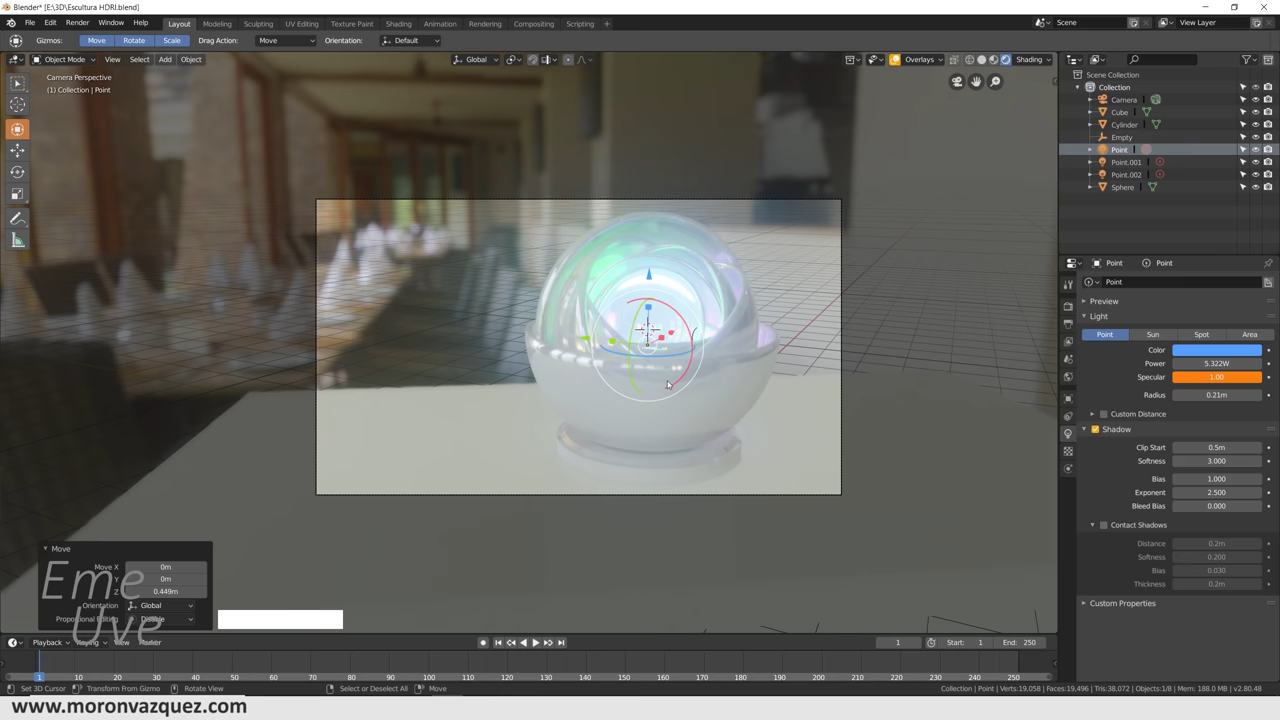 Blender* [E:\3D\Escultura HDRI.blend]
File Edit Render Window Help Layout Modeling Sculpting UV Editing Texture Paint Shading Animation Rendering Compositing Scripting + Scene View Layer
Gizmos: Move Rotate Scale Drag Action: Move Orientation: Default
Object Mode View Select Add Object Global Overlays Shading
Camera Perspective
(1) Collection | Point
Scene Collection
Collection
Camera
Cube
Cylinder
Empty
Point
Point.001
Point.002
Sphere
Point Point
Point
Preview
Light
Point Sun Spot Area
Color
Power 5.322W
Specular 1.00
Radius 0.21m
Custom Distance
Shadow
Clip Start 0.5m
Softness 3.000
Bias 1.000
Exponent 2.500
Bleed Bias 0.000
Contact Shadows
Distance 0.2m
Softness 0.200
Bias 0.030
Thickness 0.2m
Custom Properties
Move
Move X 0m
Y 0m
Z 0.449m
Orientation Global
Proportional Editing Disable
Eme
Uve
Playback Keying View Marker 1 Start: 1 End: 250
1 10 20 30 40 50 60 70 80 90 100 110 120 130 140 150 160 170 180 190 200 210 220 230 240 250
Set 3D Cursor Transform From Gizmo Rotate View Select or Deselect All Move Collection | Point | Verts:19,058 | Faces:19,496 | Tris:38,072 | Objects:1/8 | Mem: 188.0 MB | v2.80.48
www.moronvazquez.com